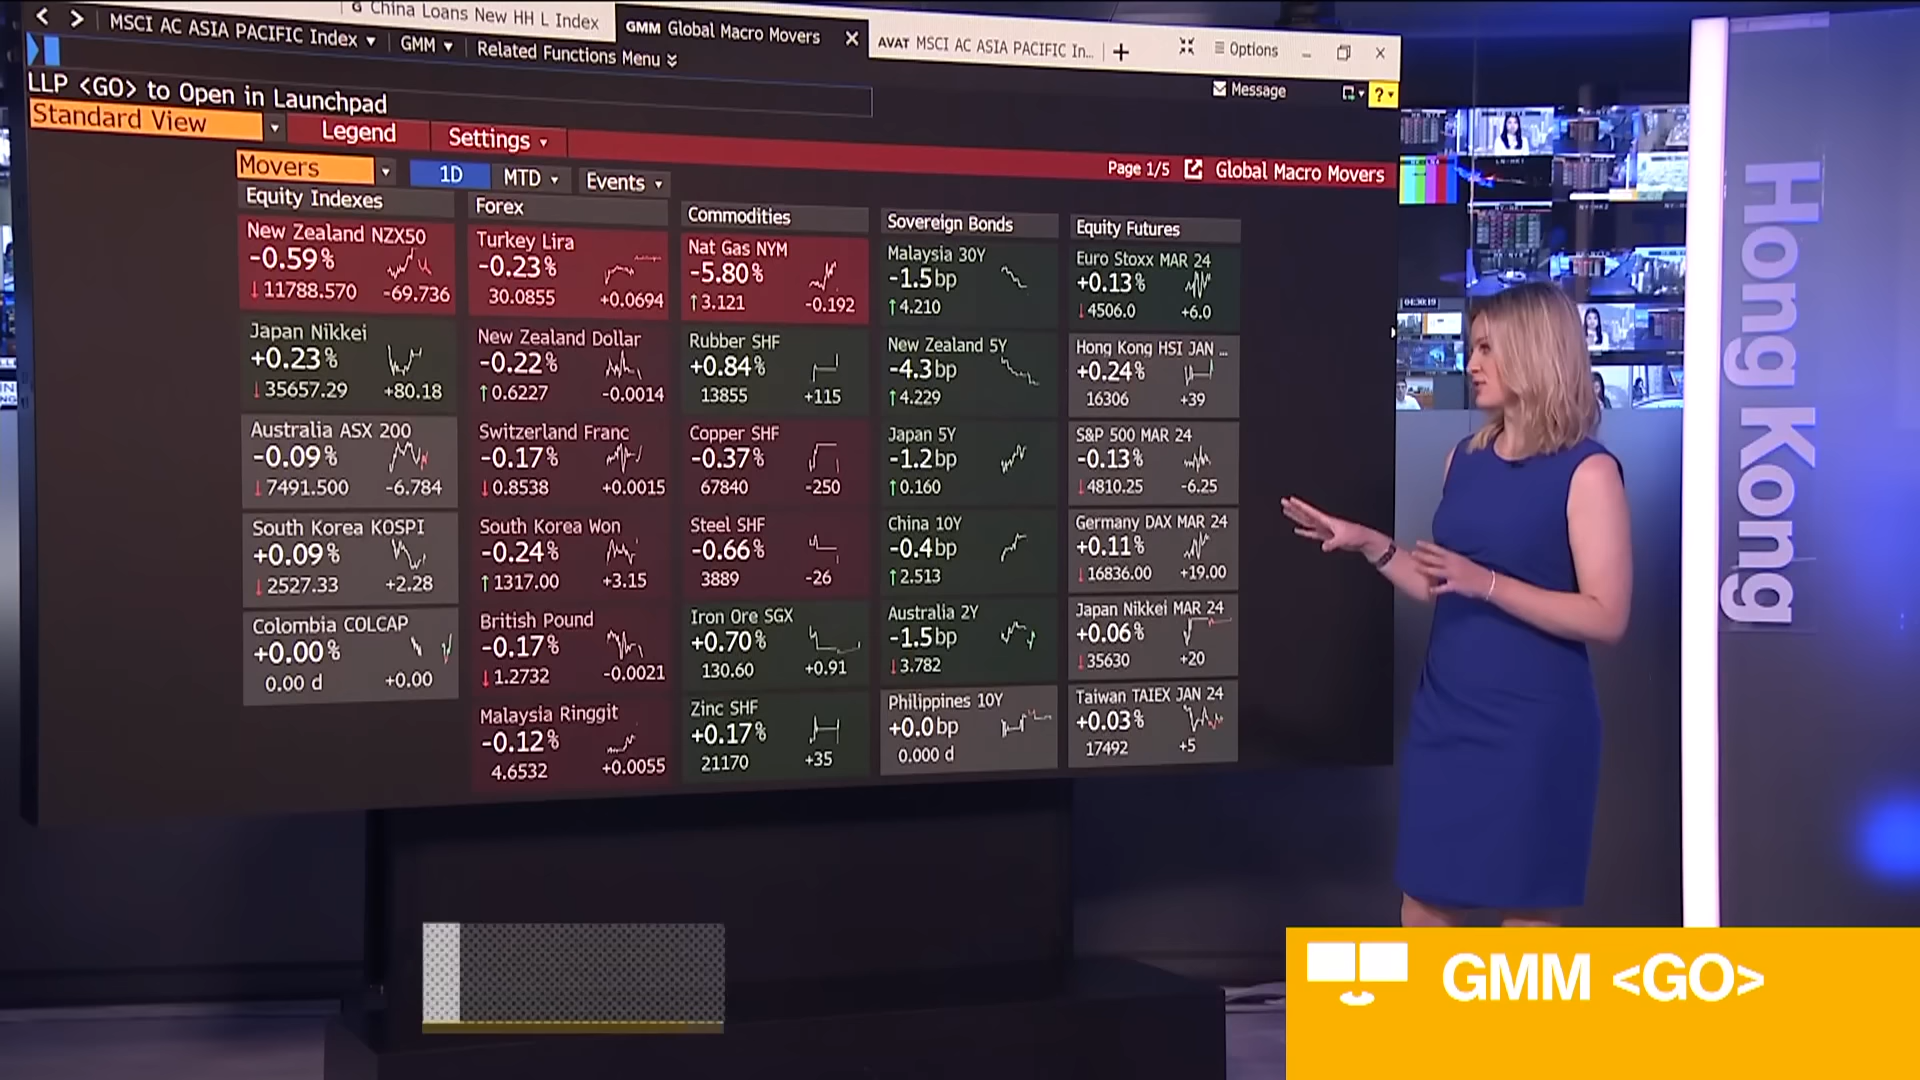 China Loans New HH L Index
GMM Global Macro Movers
AVAT MSCI AC ASIA PACIFIC In...
Options
MSCI AC ASIA PACIFIC Index
GMM
Related Functions Menu
Message
?
LLP <GO> to Open in Launchpad
Standard View
Legend
Settings
Page 1/5
Global Macro Movers
Movers
1D
MTD
Events
Equity Indexes
New Zealand NZX50
-0.59%
↓11788.570 -69.736
Japan Nikkei
+0.23%
↓35657.29 +80.18
Australia ASX 200
-0.09%
↓7491.500 -6.784
South Korea KOSPI
+0.09%
↓2527.33 +2.28
Colombia COLCAP
+0.00%
0.00 d +0.00
Forex
Turkey Lira
-0.23%
30.0855 +0.0694
New Zealand Dollar
-0.22%
↑0.6227 -0.0014
Switzerland Franc
-0.17%
↓0.8538 +0.0015
South Korea Won
-0.24%
↑1317.00 +3.15
British Pound
-0.17%
↓1.2732 -0.0021
Malaysia Ringgit
-0.12%
4.6532 +0.0055
Commodities
Nat Gas NYM
-5.80%
↑3.121 -0.192
Rubber SHF
+0.84%
13855 +115
Copper SHF
-0.37%
67840 -250
Steel SHF
-0.66%
3889 -26
Iron Ore SGX
+0.70%
130.60 +0.91
Zinc SHF
+0.17%
21170 +35
Sovereign Bonds
Malaysia 30Y
-1.5bp
↑4.210
New Zealand 5Y
-4.3bp
↑4.229
Japan 5Y
-1.2bp
↑0.160
China 10Y
-0.4bp
↑2.513
Australia 2Y
-1.5bp
↓3.782
Philippines 10Y
+0.0bp
0.000 d
Equity Futures
Euro Stoxx MAR 24
+0.13%
↓4506.0 +6.0
Hong Kong HSI JAN ...
+0.24%
16306 +39
S&P 500 MAR 24
-0.13%
↓4810.25 -6.25
Germany DAX MAR 24
+0.11%
↓16836.00 +19.00
Japan Nikkei MAR 24
+0.06%
↓35630 +20
Taiwan TAIEX JAN 24
+0.03%
17492 +5
Hong Kong
GMM <GO>